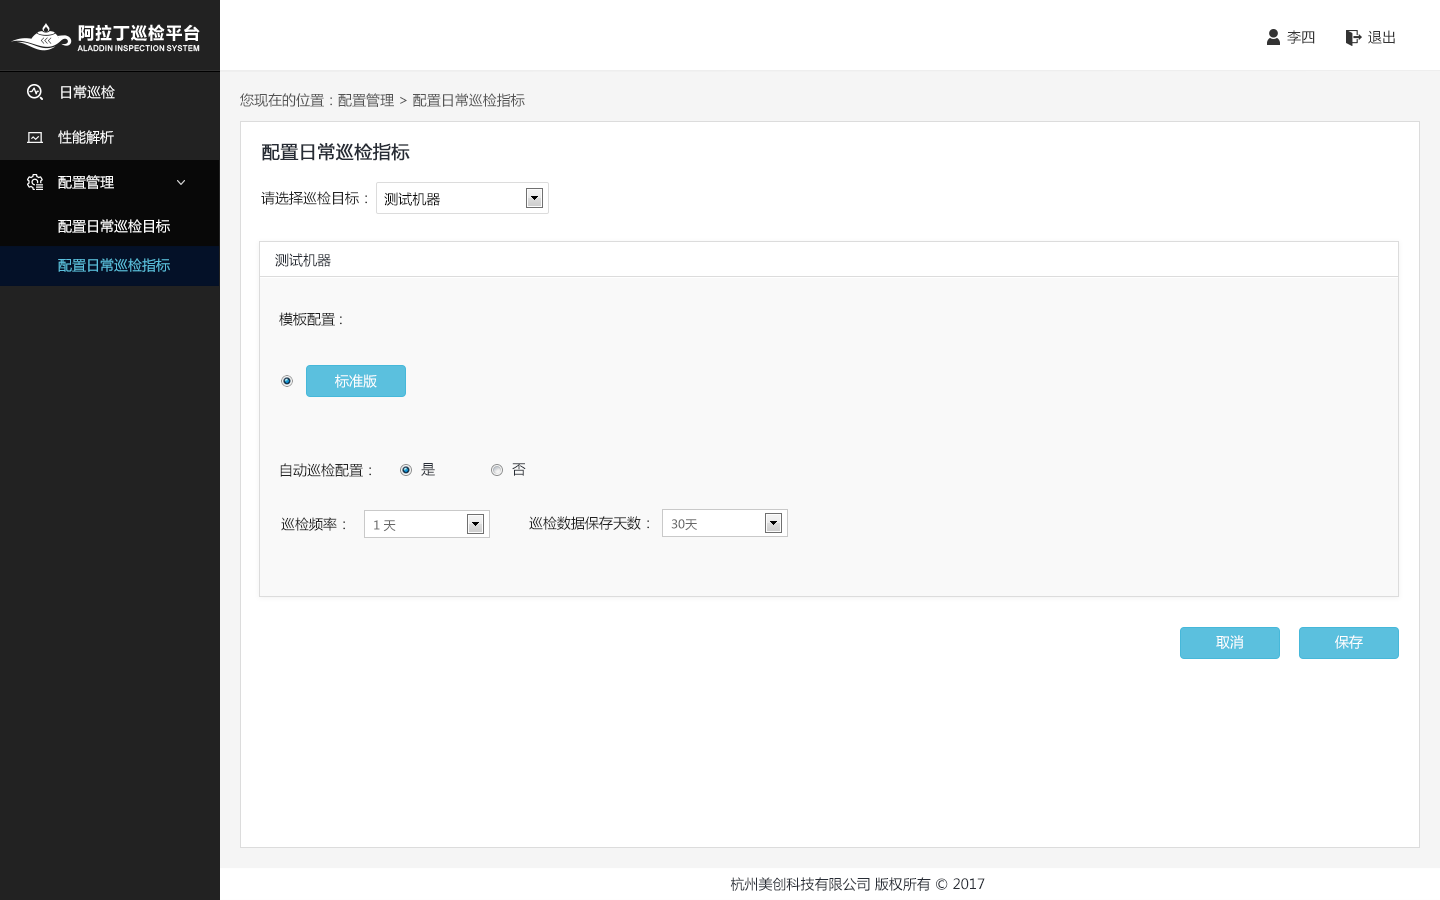 阿拉丁巡检平台
ALADDIN INSPECTION SYSTEM
李四
退出
日常巡检
性能解析
配置管理
配置日常巡检目标
配置日常巡检指标
您现在的位置：配置管理 > 配置日常巡检指标
配置日常巡检指标
请选择巡检目标： 测试机器
测试机器
模板配置：
标准版
自动巡检配置： 是 否
巡检频率： 1 天 巡检数据保存天数： 30天
取消 保存
杭州美创科技有限公司 版权所有 © 2017